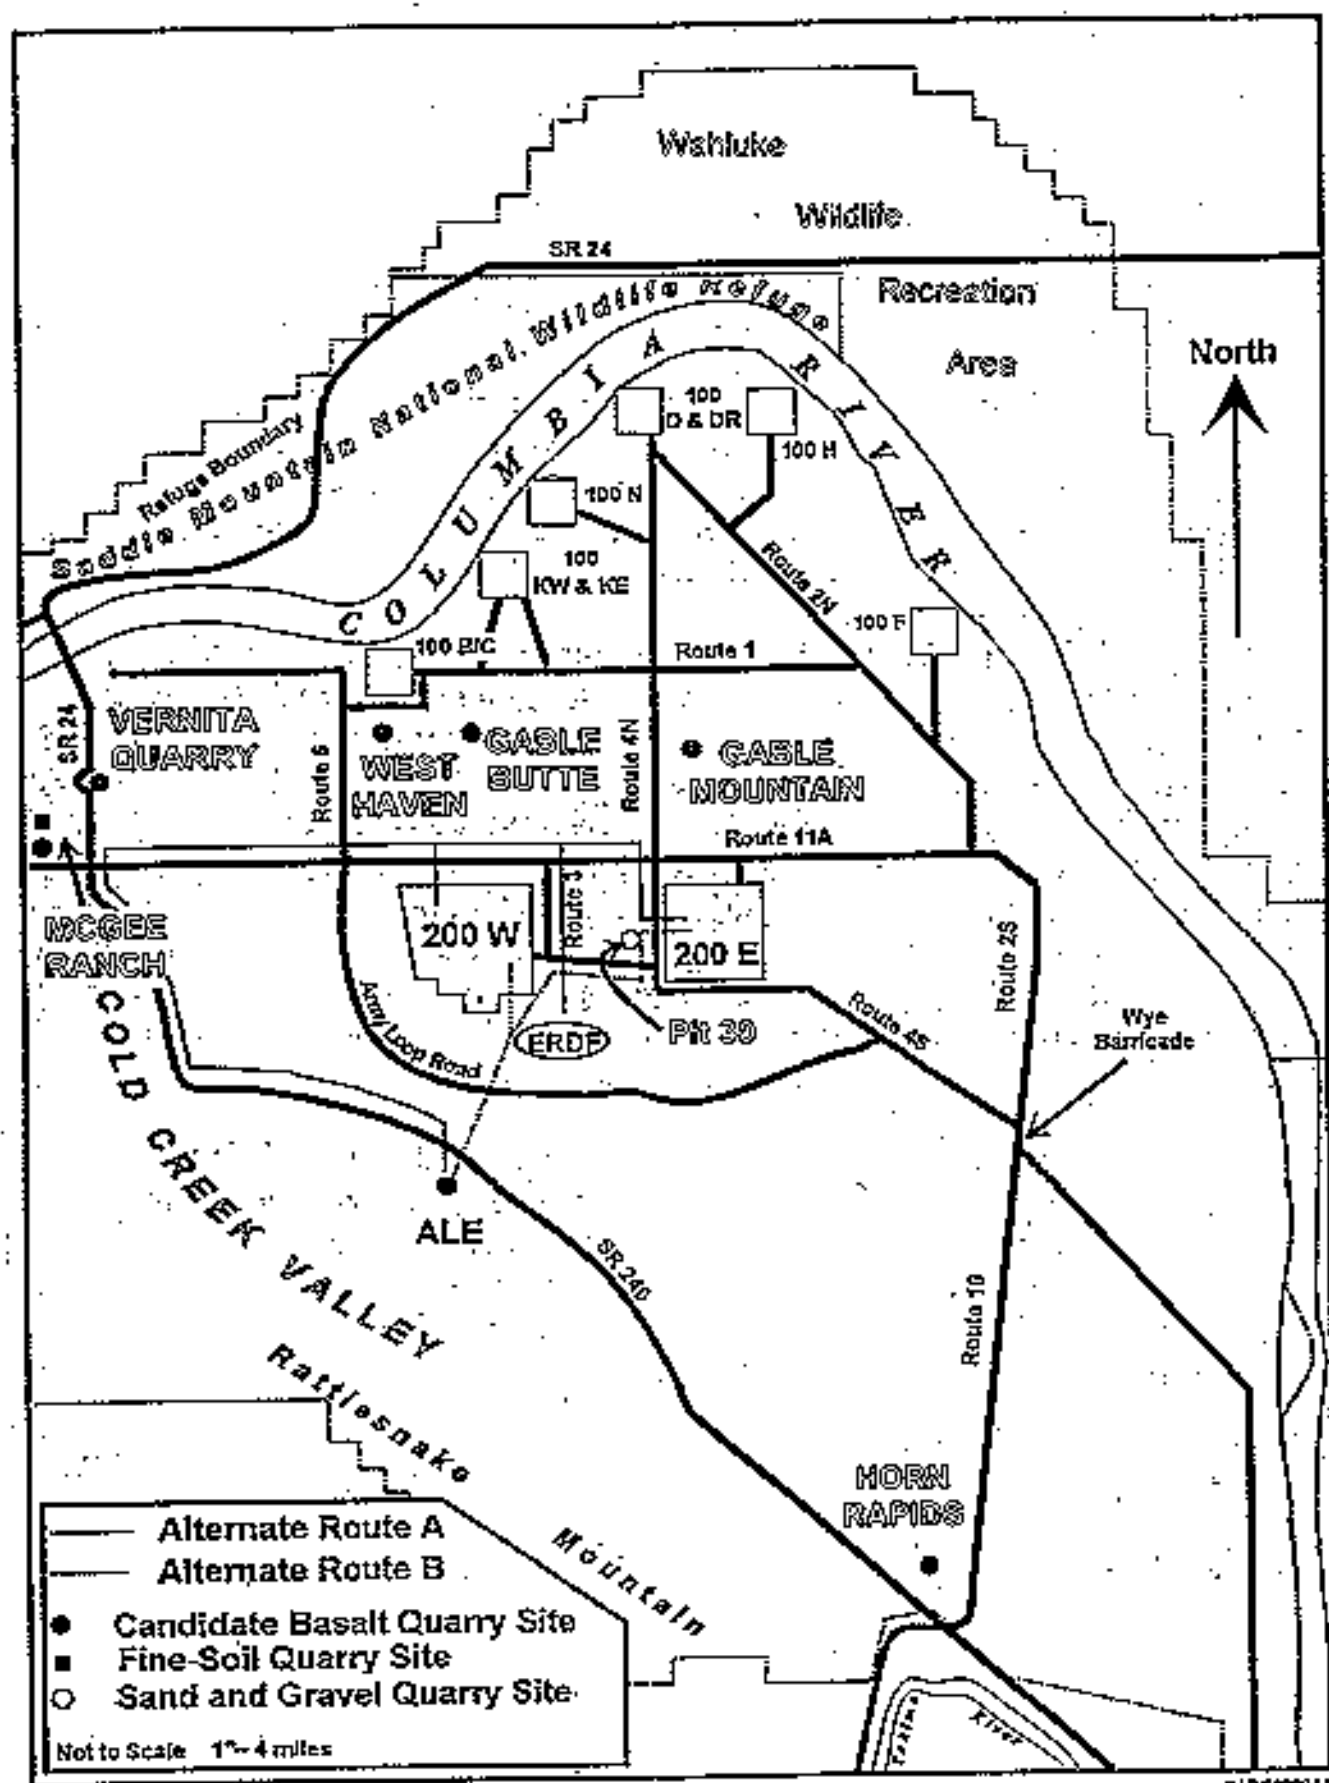 Wahluke
Wildlife
SR 24
Recreation
Area
North
Saddle Mountain National Wildlife Refuge
Refuge Boundary
COLUMBIA RIVER
100
D & DR
100 H
100 N
100
KW & KE
Route 2N
100 F
100 B/C
Route 1
VERNITA
QUARRY
SR 24
Route 6
WEST
HAVEN
GABLE
BUTTE
Route 4N
GABLE
MOUNTAIN
Route 11A
MCGEE
RANCH
200 W
Route 3
200 E
Route 2S
Army Loop Road
ERDF
Pit 30
Route 4S
Wye
Barricade
COLD CREEK VALLEY
ALE
SR 240
Route 10
Rattlesnake
Mountain
HORN
RAPIDS
Yakima River
Alternate Route A
Alternate Route B
Candidate Basalt Quarry Site
Fine-Soil Quarry Site
Sand and Gravel Quarry Site
Not to Scale 1"~4 miles